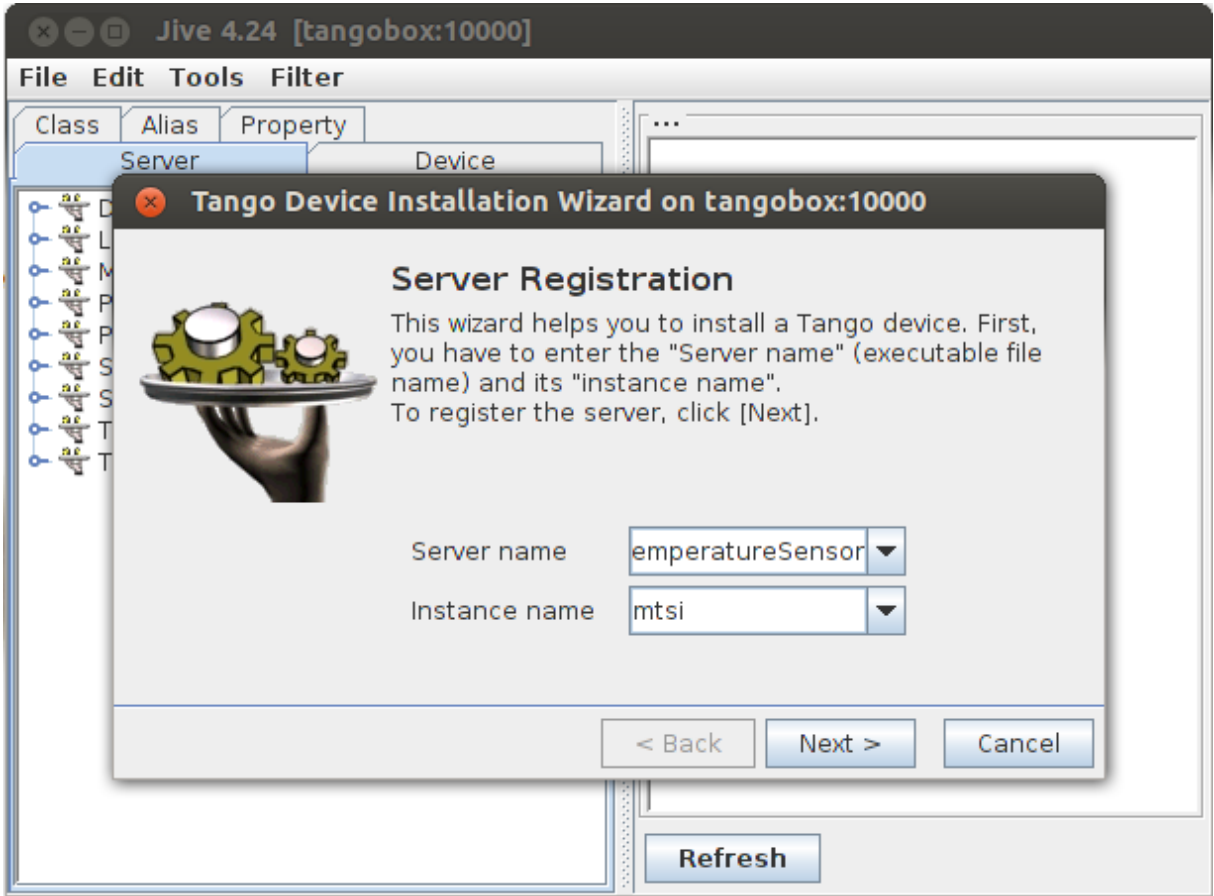 Jive 4.24 [tangobox:10000]
File Edit Tools Filter
Class Alias Property
Server Device
...
D
L
M
P
P
S
S
T
T
Tango Device Installation Wizard on tangobox:10000
Server Registration
This wizard helps you to install a Tango device. First,
you have to enter the "Server name" (executable file
name) and its "instance name".
To register the server, click [Next].
Server name emperatureSensor
Instance name mtsi
< Back Next > Cancel
Refresh